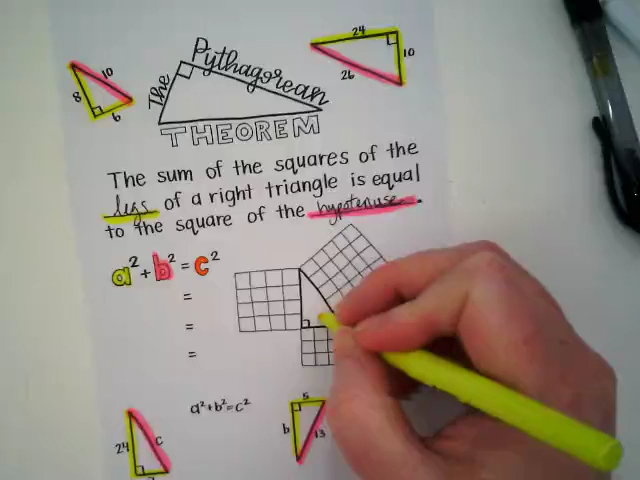 The Pythagorean
THEOREM
8
10
6
24
10
26
The sum of the squares of the
legs of a right triangle is equal
to the square of the hypotenuse.
a² + b² = c²
=
=
=
a²+b²=c²
24
c
5
b
13